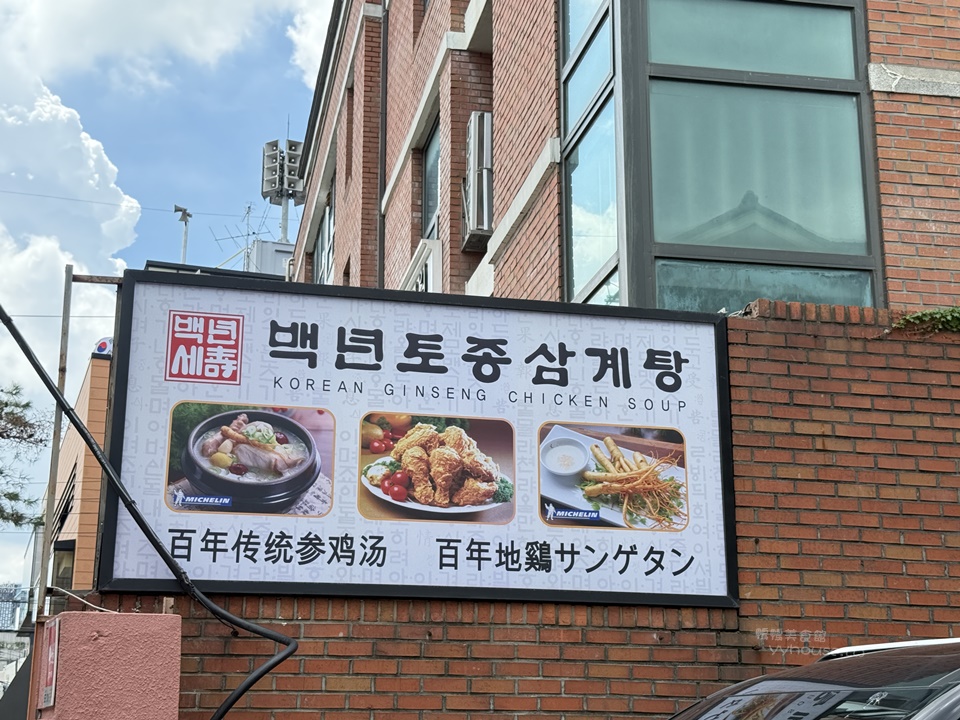 백년
세壽
백년토종삼계탕
KOREAN GINSENG CHICKEN SOUP
MICHELIN
MICHELIN
百年传统参鸡汤
百年地鷄サンゲタン